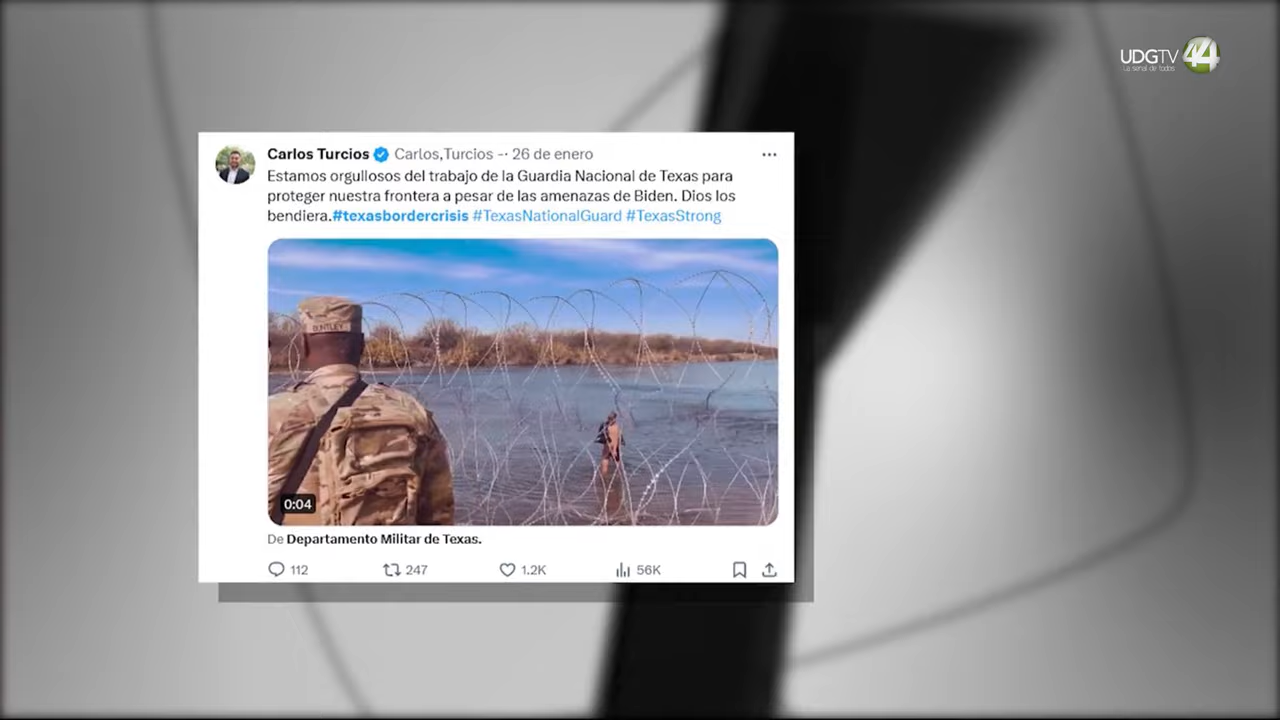 UDGTV 44
La señal de todos
Carlos Turcios Carlos,Turcios -· 26 de enero
Estamos orgullosos del trabajo de la Guardia Nacional de Texas para
proteger nuestra frontera a pesar de las amenazas de Biden. Dios los
bendiera.#texasbordercrisis #TexasNationalGuard #TexasStrong
0:04
De Departamento Militar de Texas.
112 247 1.2K 56K